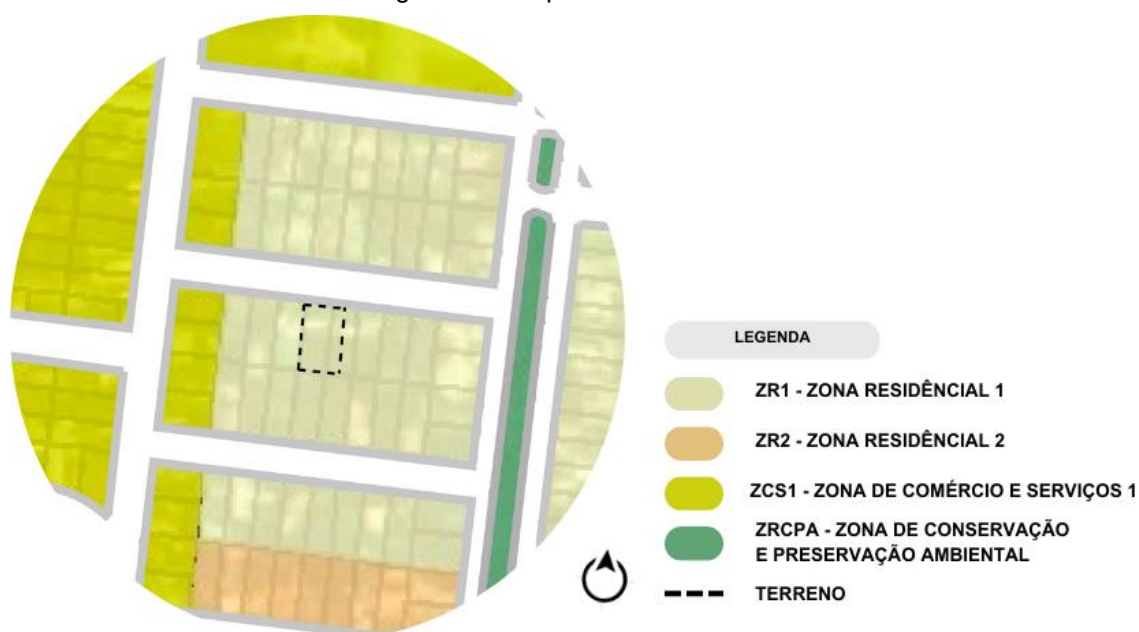 LEGENDA
ZR1 - ZONA RESIDÊNCIAL 1
ZR2 - ZONA RESIDÊNCIAL 2
ZCS1 - ZONA DE COMÉRCIO E SERVIÇOS 1
ZRCPA - ZONA DE CONSERVAÇÃO
E PRESERVAÇÃO AMBIENTAL
TERRENO